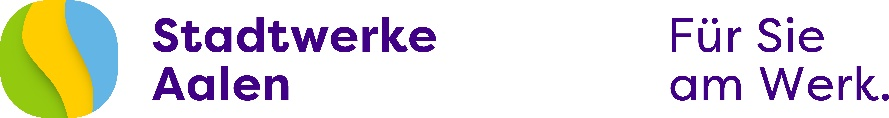 Stadtwerke
Aalen
Für Sie
am Werk.